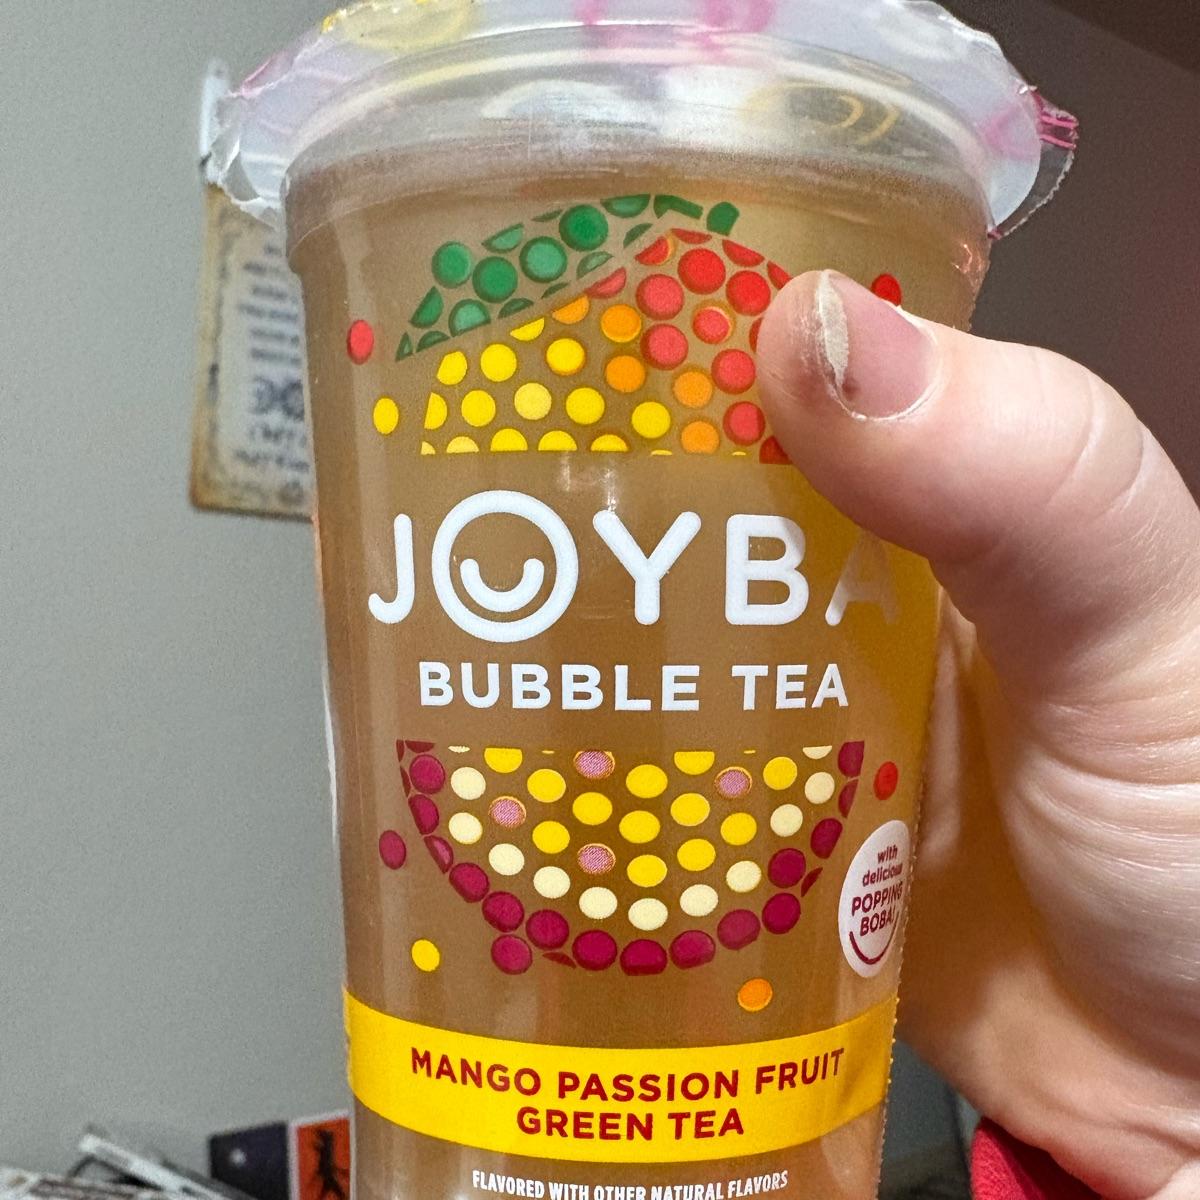 JOYBA
BUBBLE TEA
with
delicious
POPPING
BOBA!
MANGO PASSION FRUIT
GREEN TEA
FLAVORED WITH OTHER NATURAL FLAVORS